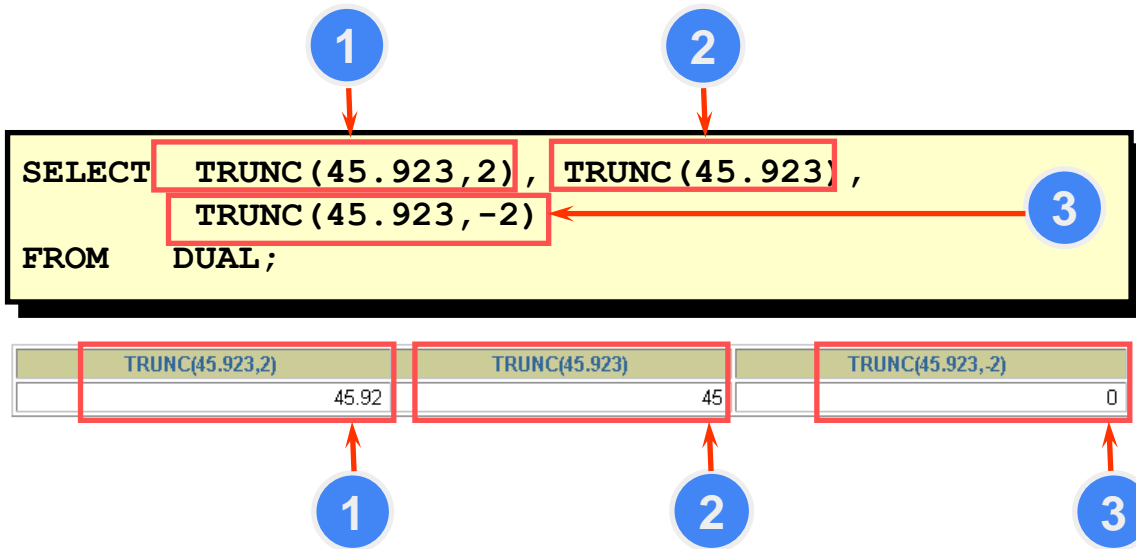 1 2
SELECT TRUNC(45.923,2), TRUNC(45.923),
TRUNC(45.923,-2) 3
FROM DUAL;
TRUNC(45.923,2) TRUNC(45.923) TRUNC(45.923,-2)
45.92 45 0
1 2 3